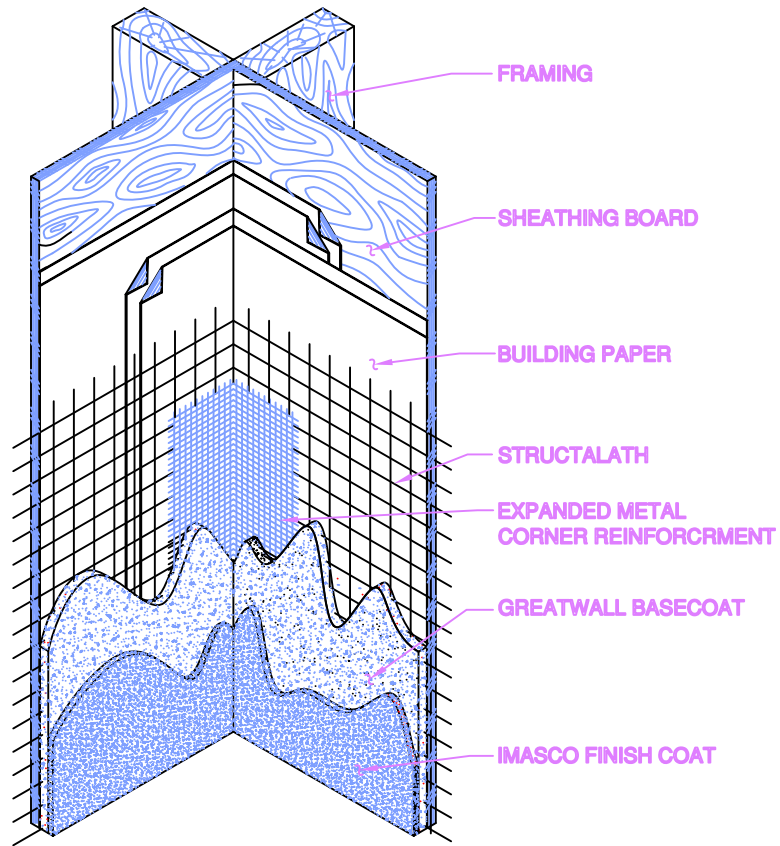 FRAMING
SHEATHING BOARD
BUILDING PAPER
STRUCTALATH
EXPANDED METAL
CORNER REINFORCRMENT
GREATWALL BASECOAT
IMASCO FINISH COAT